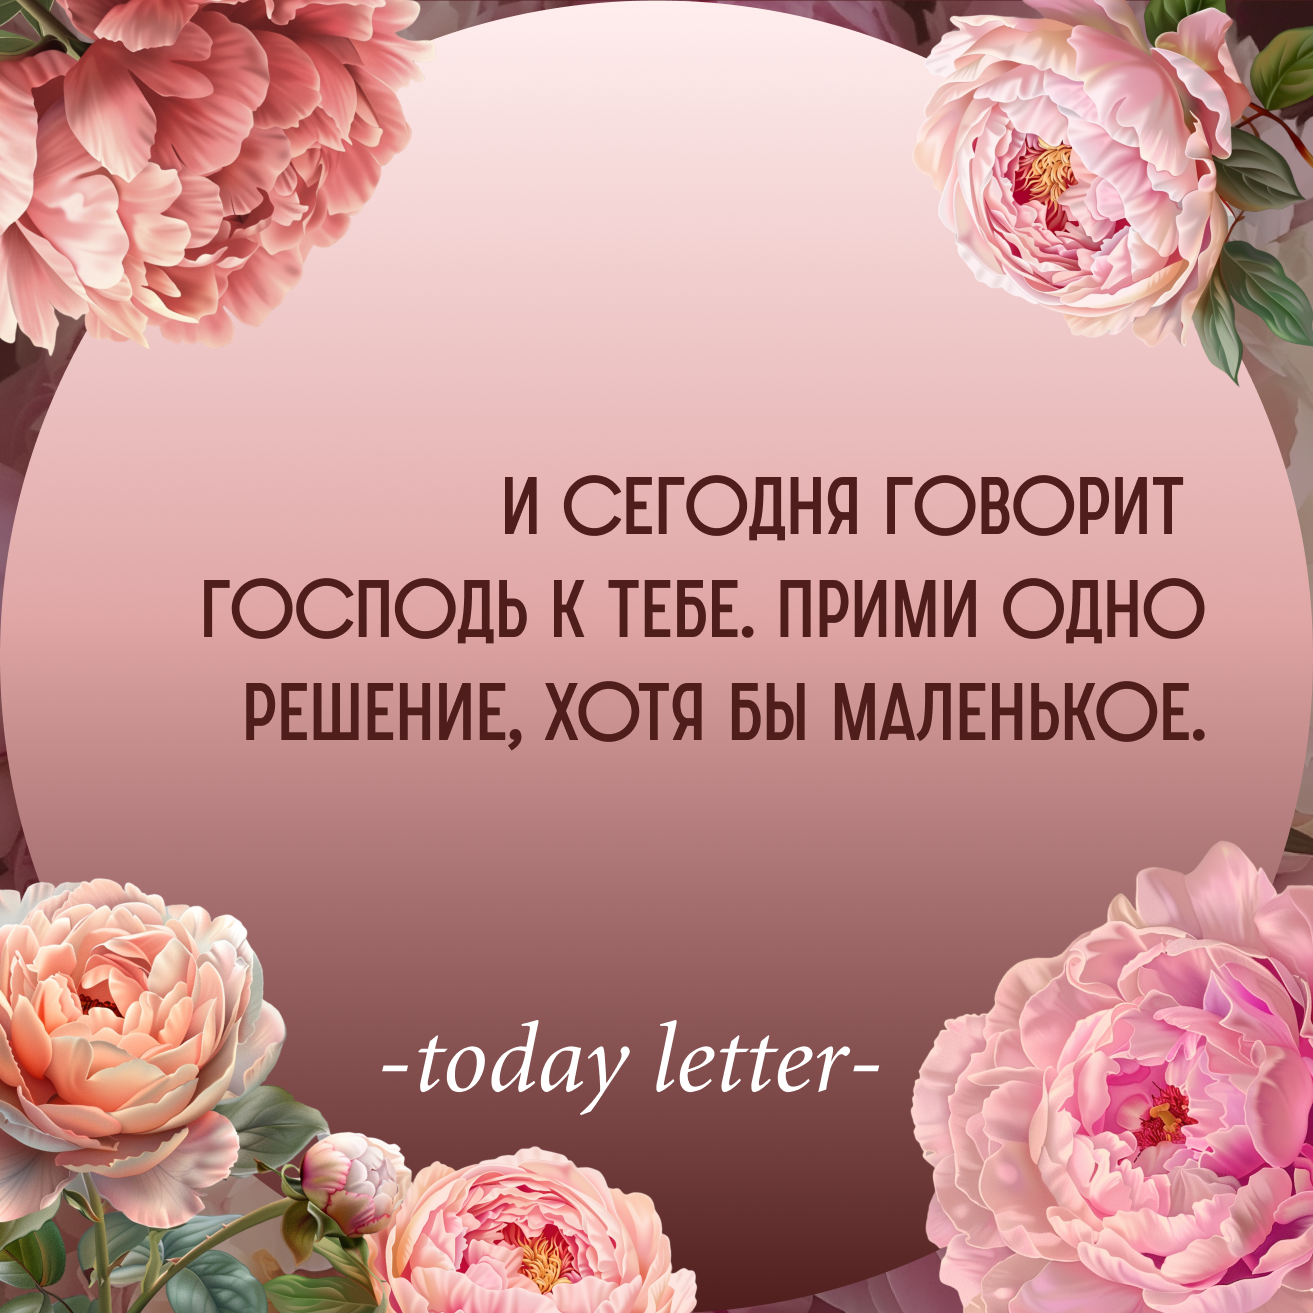 И СЕГОДНЯ ГОВОРИТ
ГОСПОДЬ К ТЕБЕ. ПРИМИ ОДНО
РЕШЕНИЕ, ХОТЯ БЫ МАЛЕНЬКОЕ.
-today letter-